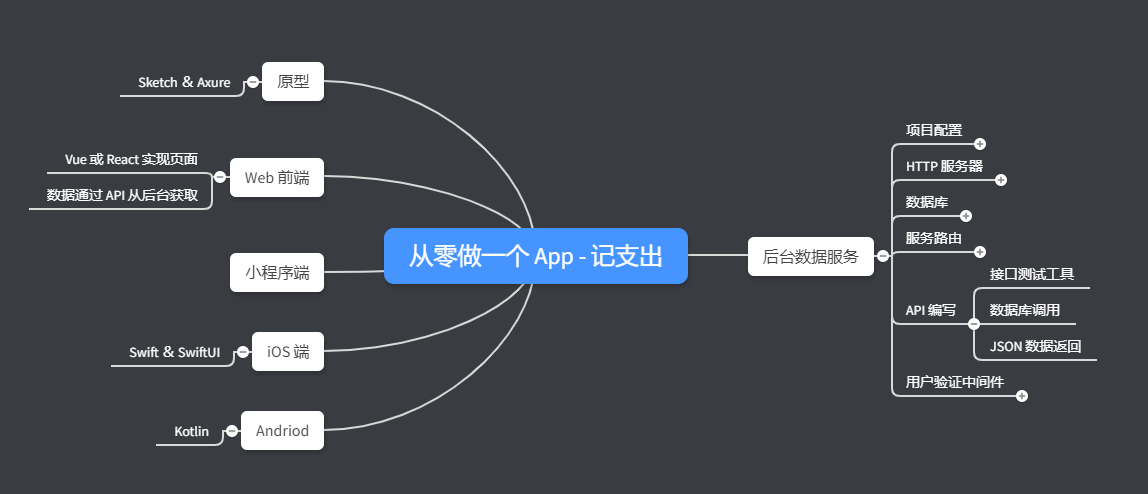 从零做一个 App - 记支出
原型
Sketch & Axure
Web 前端
Vue 或 React 实现页面
数据通过 API 从后台获取
小程序端
iOS 端
Swift & SwiftUI
Andriod
Kotlin
后台数据服务
项目配置
HTTP 服务器
数据库
服务路由
API 编写
接口测试工具
数据库调用
JSON 数据返回
用户验证中间件